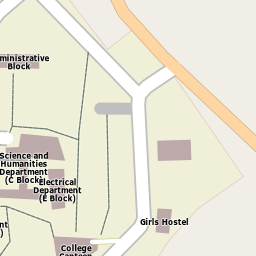 ministrative
Block
Science and
Humanities
Department
(C Block)
Electrical
Department
(E Block)
Girls Hostel
College
Canteen